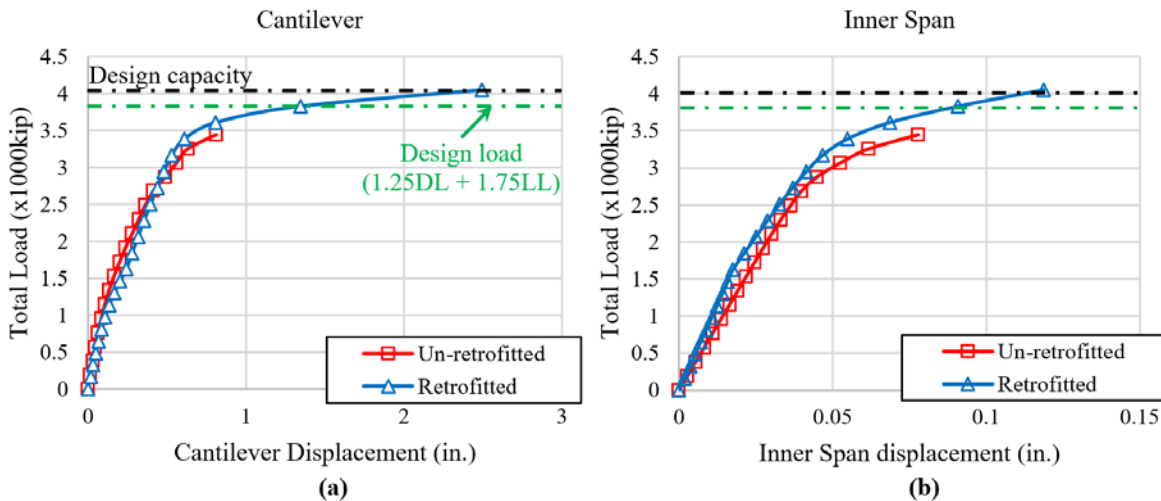 Cantilever
4.5
4
3.5
3
2.5
2
1.5
1
0.5
0
Total Load (x1000kip)
Design capacity
Design load
(1.25DL + 1.75LL)
Un-retrofitted
Retrofitted
0
1
2
3
Cantilever Displacement (in.)
(a)
Inner Span
4.5
4
3.5
3
2.5
2
1.5
1
0.5
0
Total Load (x1000kip)
Un-retrofitted
Retrofitted
0
0.05
0.1
0.15
Inner Span displacement (in.)
(b)